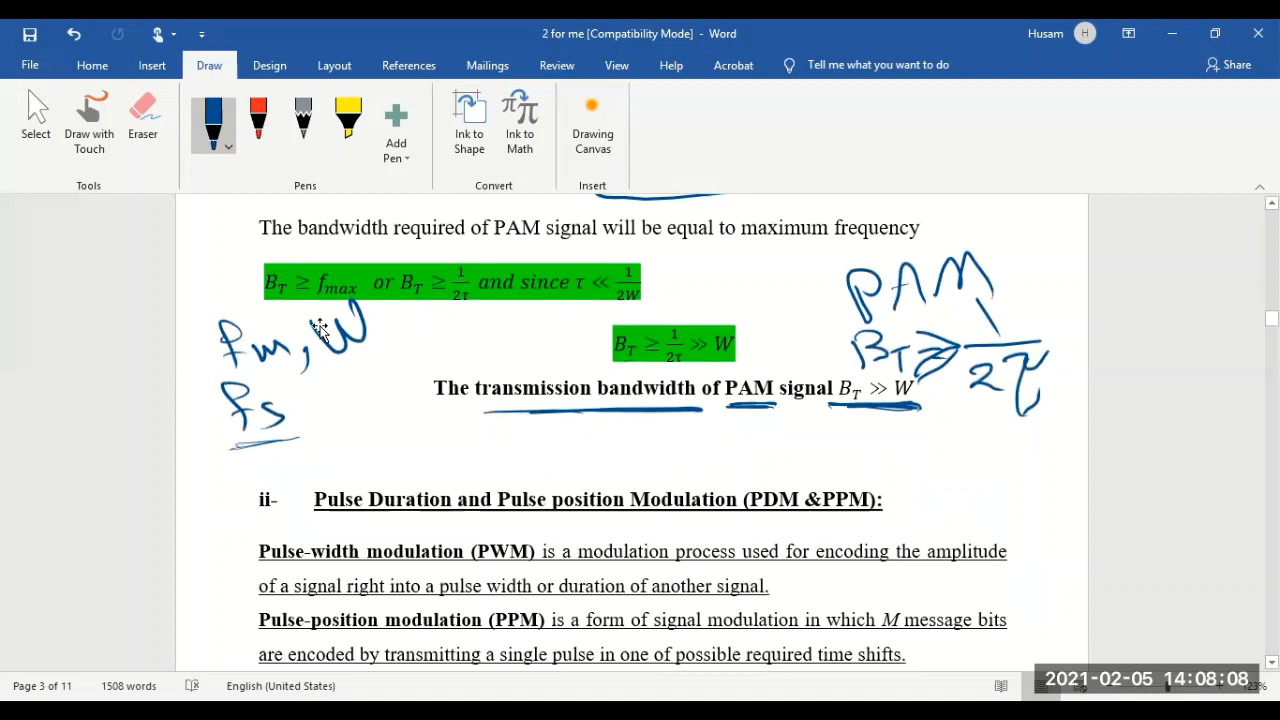 2 for me [Compatibility Mode] - Word
Husam H
File Home Insert Draw Design Layout References Mailings Review View Help Acrobat Tell me what you want to do Share
Select Draw with Touch Eraser Add Pen Ink to Shape Ink to Math Drawing Canvas
Tools Pens Convert Insert
The bandwidth required of PAM signal will be equal to maximum frequency
B_T ≥ f_max or B_T ≥ 1/2τ and since τ ≪ 1/2W
PAM
fm, W
B_T ≥ 1/2τ ≫ W
BT ≥ 1/2τ
The transmission bandwidth of PAM signal B_T ≫ W
fs
ii- Pulse Duration and Pulse position Modulation (PDM &PPM):
Pulse-width modulation (PWM) is a modulation process used for encoding the amplitude
of a signal right into a pulse width or duration of another signal.
Pulse-position modulation (PPM) is a form of signal modulation in which M message bits
are encoded by transmitting a single pulse in one of possible required time shifts.
Page 3 of 11 1508 words English (United States)
2021-02-05 14:08:08